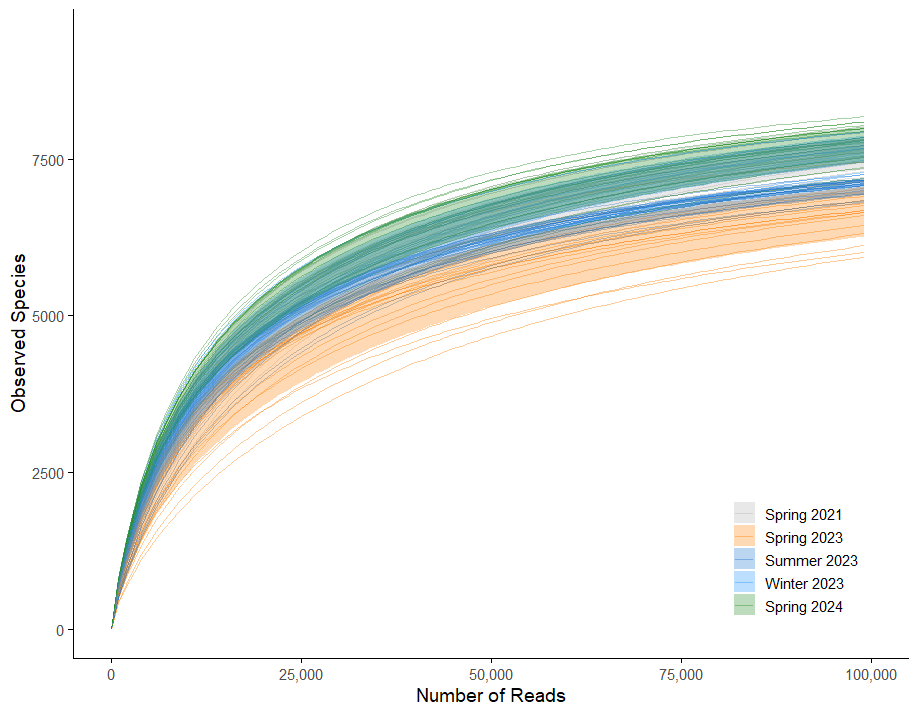 Observed Species
7500
5000
2500
0
0
25,000
50,000
75,000
100,000
Number of Reads
Spring 2021
Spring 2023
Summer 2023
Winter 2023
Spring 2024